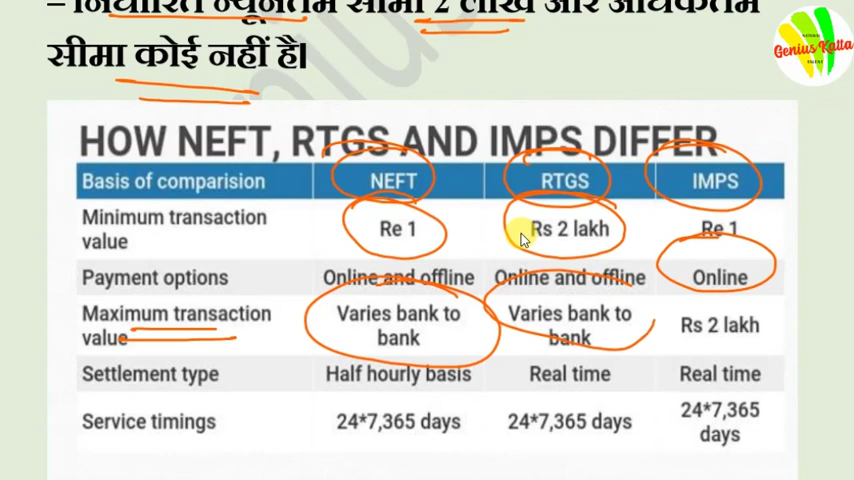 – निर्धारित न्यूनतम सीमा 2 लाख और अधिकतम
सीमा कोई नहीं है।
NATURAL
Genius Katta
TALENT
HOW NEFT, RTGS AND IMPS DIFFER
Basis of comparision NEFT RTGS IMPS
Minimum transaction value Re 1 Rs 2 lakh Re 1
Payment options Online and offline Online and offline Online
Maximum transaction value Varies bank to bank Varies bank to bank Rs 2 lakh
Settlement type Half hourly basis Real time Real time
Service timings 24*7,365 days 24*7,365 days 24*7,365 days